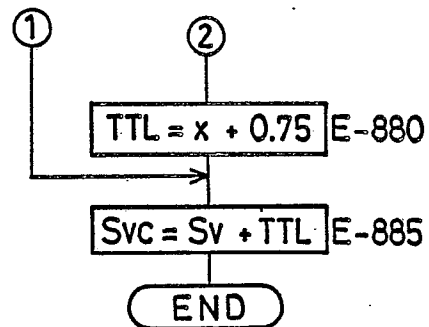 1 2
TTL = x + 0.75 E-880
Svc = Sv + TTL E-885
END